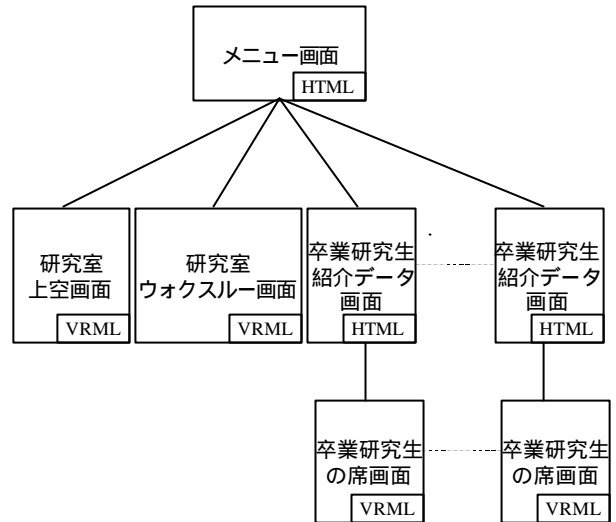 メニュー画面
HTML
研究室
上空画面
VRML
研究室
ウォクスルー画面
VRML
卒業研究生
紹介データ
画面
HTML
卒業研究生
紹介データ
画面
HTML
卒業研究生
の席画面
VRML
卒業研究生
の席画面
VRML